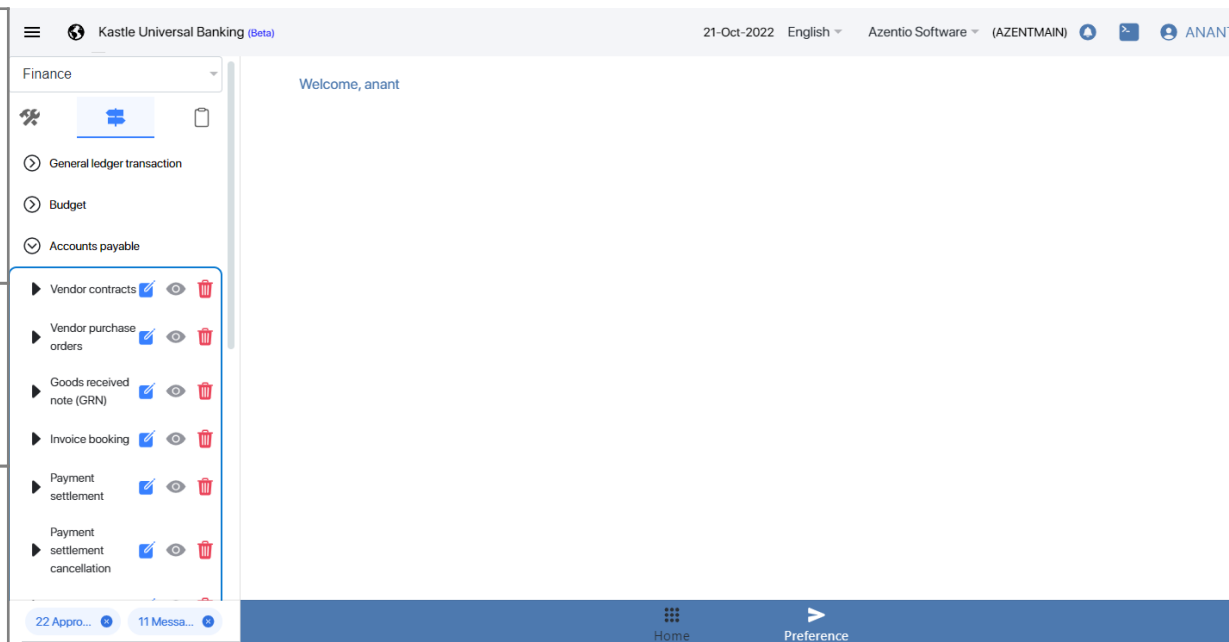 Kastle Universal Banking (Beta)
21-Oct-2022 English Azentio Software (AZENTMAIN) ANANT
Finance
Welcome, anant
General ledger transaction
Budget
Accounts payable
Vendor contracts
Vendor purchase
orders
Goods received
note (GRN)
Invoice booking
Payment
settlement
Payment
settlement
cancellation
22 Appro... 11 Messa...
Home Preference